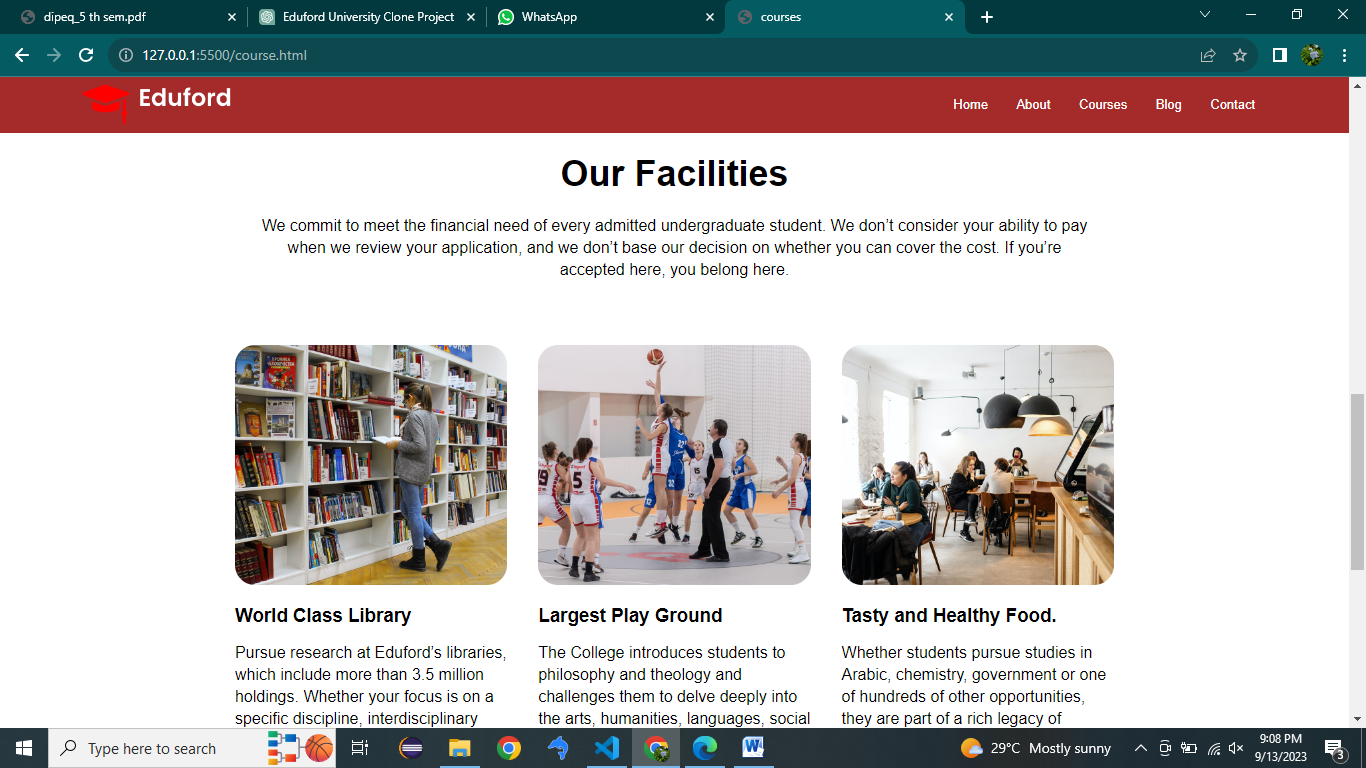 dipeq_5 th sem.pdf
Eduford University Clone Project
WhatsApp
courses
127.0.0.1:5500/course.html
Eduford
Home
About
Courses
Blog
Contact
Our Facilities
We commit to meet the financial need of every admitted undergraduate student. We don’t consider your ability to pay
when we review your application, and we don’t base our decision on whether you can cover the cost. If you’re
accepted here, you belong here.
World Class Library
Pursue research at Eduford’s libraries,
which include more than 3.5 million
holdings. Whether your focus is on a
specific discipline, interdisciplinary
Largest Play Ground
The College introduces students to
philosophy and theology and
challenges them to delve deeply into
the arts, humanities, languages, social
Tasty and Healthy Food.
Whether students pursue studies in
Arabic, chemistry, government or one
of hundreds of other opportunities,
they are part of a rich legacy of
Type here to search
29°C Mostly sunny
9:08 PM
9/13/2023
3